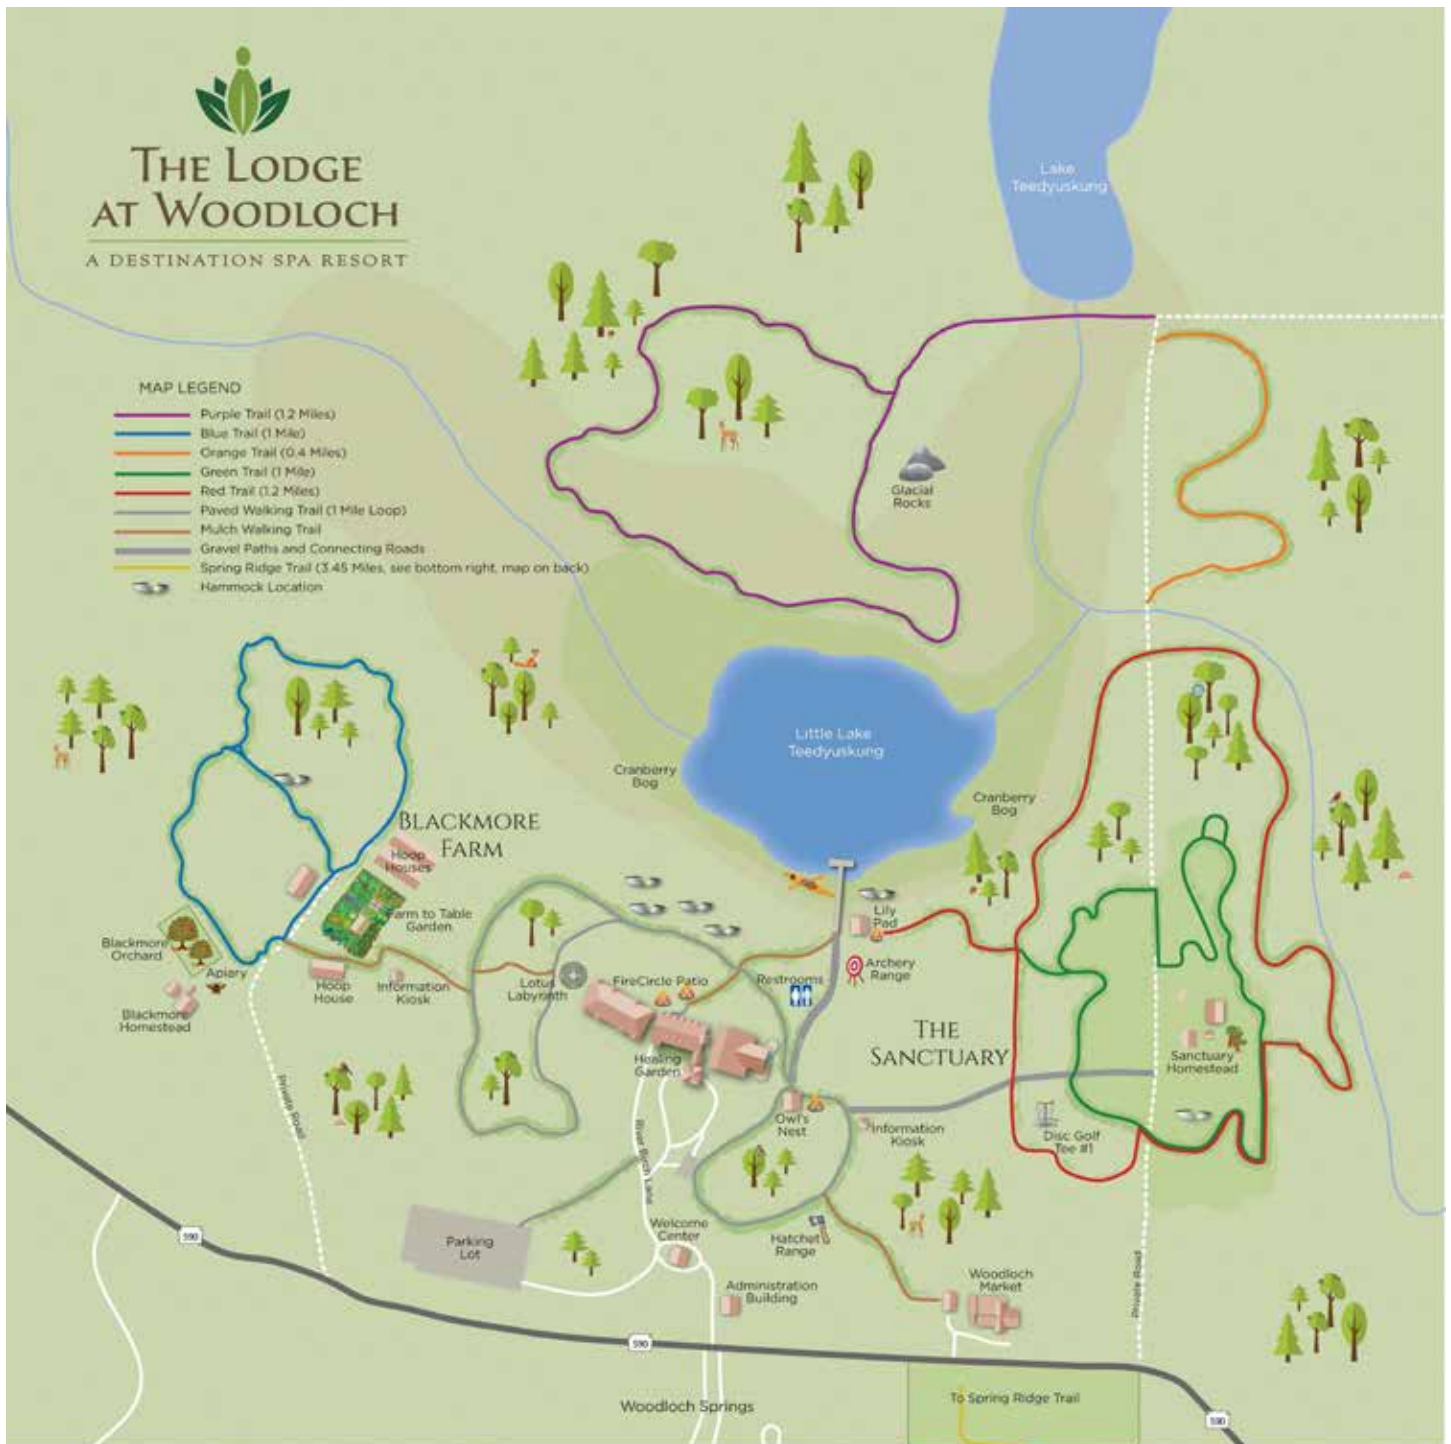 THE LODGE
AT WOODLOCH
A DESTINATION SPA RESORT
Lake
Teedyuskung
MAP LEGEND
Purple Trail (1.2 Miles)
Blue Trail (1 Mile)
Orange Trail (0.4 Miles)
Green Trail (1 Mile)
Red Trail (1.2 Miles)
Paved Walking Trail (1 Mile Loop)
Mulch Walking Trail
Gravel Paths and Connecting Roads
Spring Ridge Trail (3.45 Miles, see bottom right, map on back)
Hammock Location
Glacial
Rocks
Little Lake
Teedyuskung
Cranberry
Bog
Cranberry
Bog
BLACKMORE
FARM
Hoop
Houses
Farm to Table
Garden
Blackmore
Orchard
Apiary
Blackmore
Homestead
Hoop
House
Information
Kiosk
Lotus
Labyrinth
FireCircle Patio
Restrooms
Lily
Pad
Archery
Range
Healing
Garden
THE
SANCTUARY
Sanctuary
Homestead
Owl's
Nest
Information
Kiosk
Disc Golf
Tee #1
Private Road
River Birch Lane
Parking
Lot
Welcome
Center
Hatchet
Range
Administration
Building
Woodloch
Market
Private Road
590
590
590
Woodloch Springs
To Spring Ridge Trail